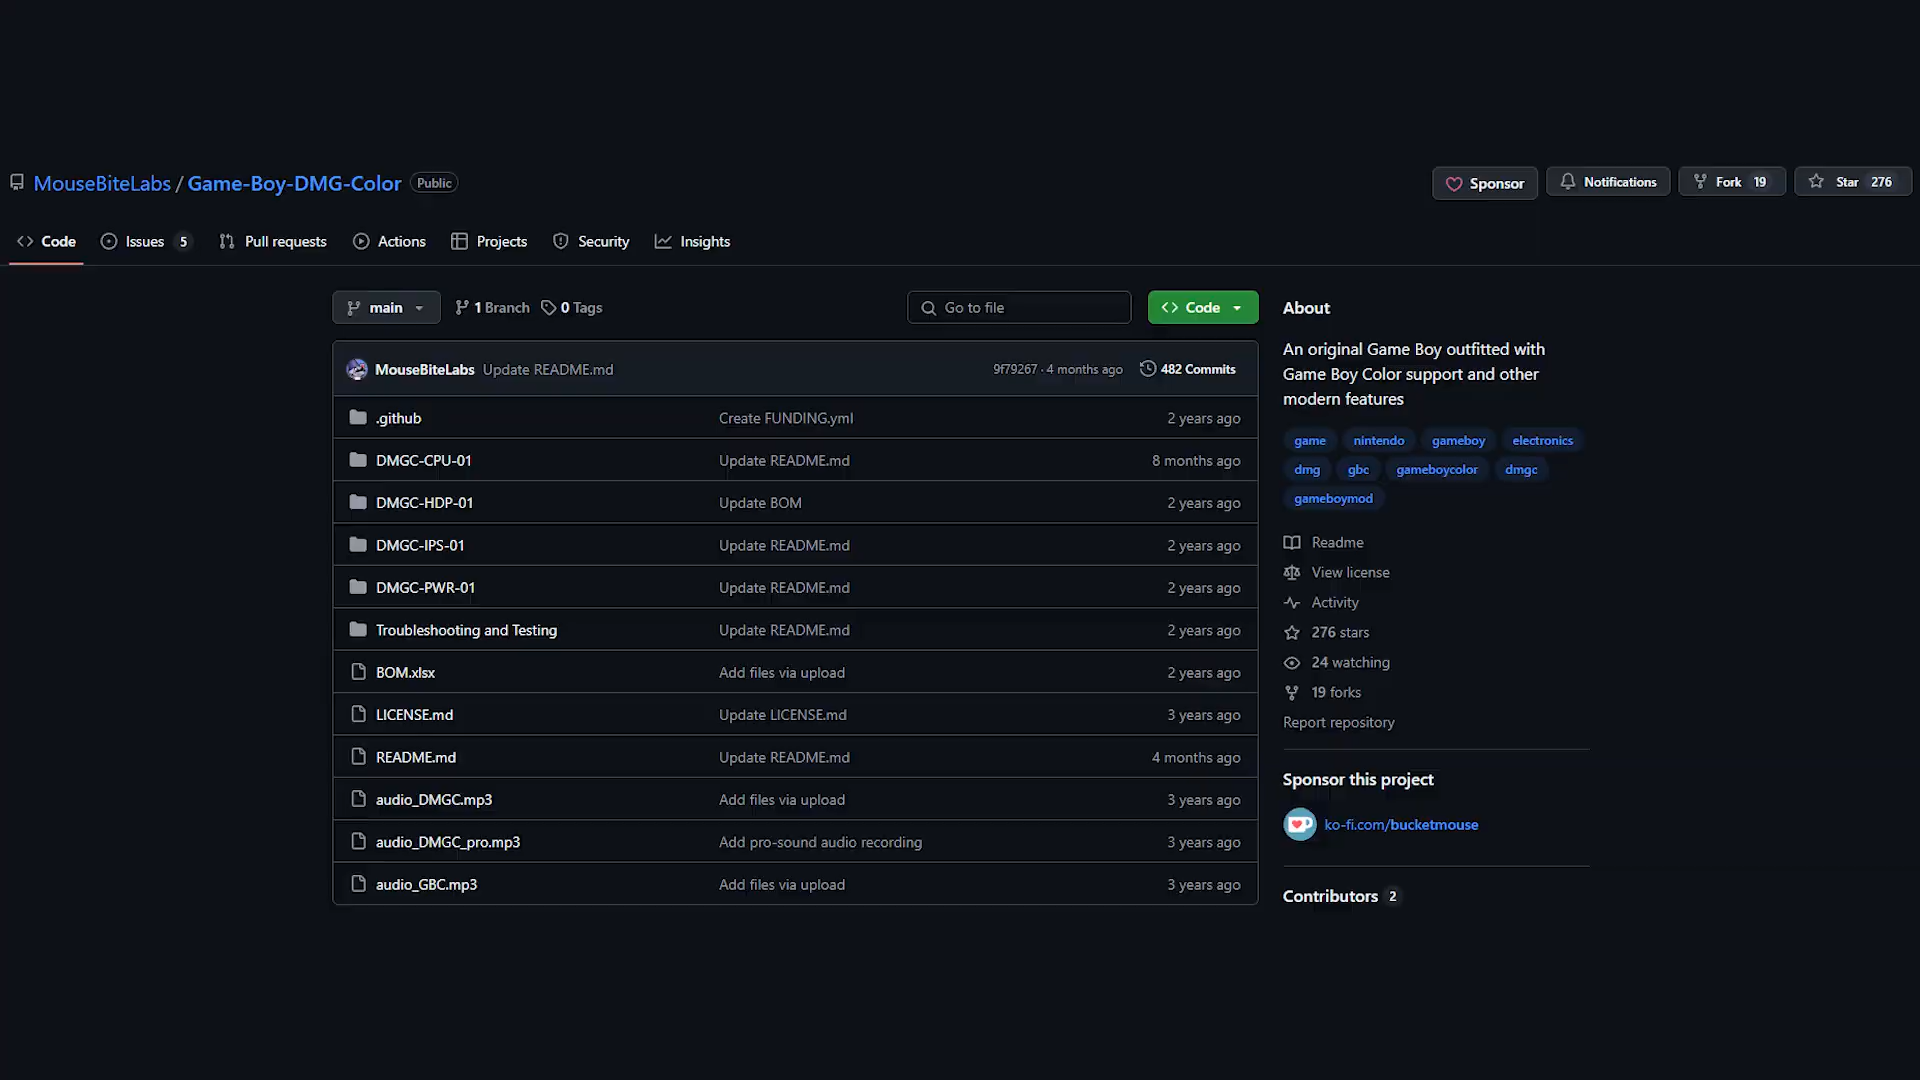 MouseBiteLabs / Game-Boy-DMG-Color Public
Sponsor Notifications Fork 19 Star 276
Code Issues 5 Pull requests Actions Projects Security Insights
main 1 Branch 0 Tags Go to file Code
MouseBiteLabs Update README.md 9f79267 · 4 months ago 482 Commits
.github Create FUNDING.yml 2 years ago
DMGC-CPU-01 Update README.md 8 months ago
DMGC-HDP-01 Update BOM 2 years ago
DMGC-IPS-01 Update README.md 2 years ago
DMGC-PWR-01 Update README.md 2 years ago
Troubleshooting and Testing Update README.md 2 years ago
BOM.xlsx Add files via upload 2 years ago
LICENSE.md Update LICENSE.md 3 years ago
README.md Update README.md 4 months ago
audio_DMGC.mp3 Add files via upload 3 years ago
audio_DMGC_pro.mp3 Add pro-sound audio recording 3 years ago
audio_GBC.mp3 Add files via upload 3 years ago
About
An original Game Boy outfitted with
Game Boy Color support and other
modern features
game nintendo gameboy electronics
dmg gbc gameboycolor dmgc
gameboymod
Readme
View license
Activity
276 stars
24 watching
19 forks
Report repository
Sponsor this project
ko-fi.com/bucketmouse
Contributors 2